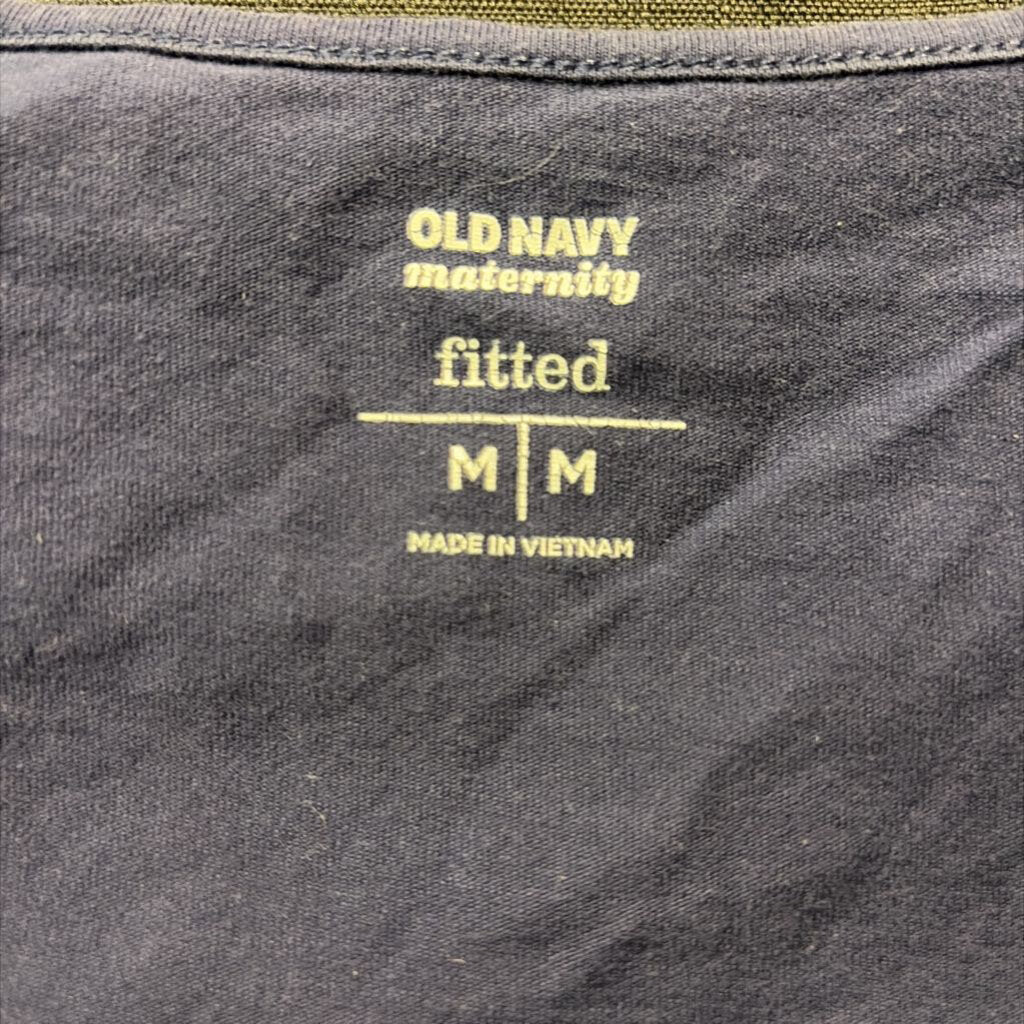 OLD NAVY
maternity
fitted
M M
MADE IN VIETNAM